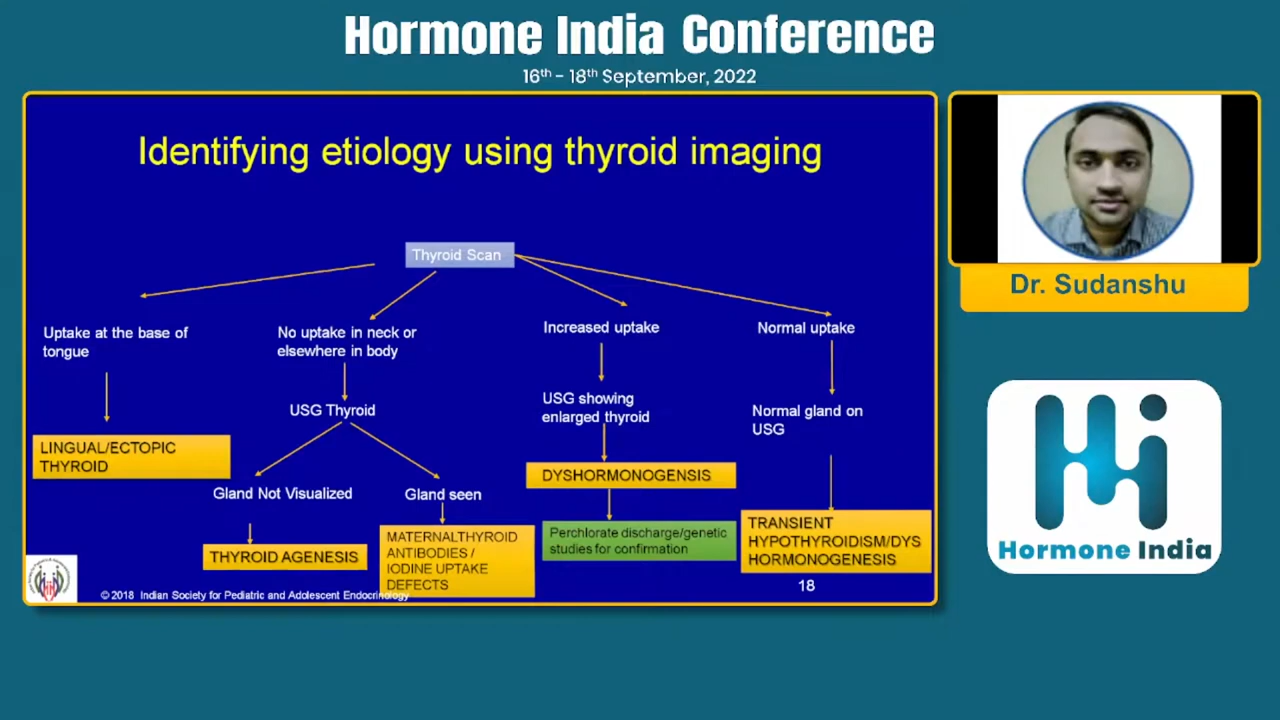 Hormone India Conference
16th - 18th September, 2022
Identifying etiology using thyroid imaging
Thyroid Scan
Uptake at the base of
tongue
No uptake in neck or
elsewhere in body
Increased uptake
Normal uptake
USG Thyroid
USG showing
enlarged thyroid
Normal gland on
USG
LINGUAL/ECTOPIC
THYROID
Gland Not Visualized
Gland seen
DYSHORMONOGENSIS
THYROID AGENESIS
MATERNALTHYROID
ANTIBODIES /
IODINE UPTAKE
DEFECTS
Perchlorate discharge/genetic
studies for confirmation
TRANSIENT
HYPOTHYROIDISM/DYS
HORMONOGENESIS
18
© 2018 Indian Society for Pediatric and Adolescent Endocrinology
Dr. Sudanshu
Hormone India